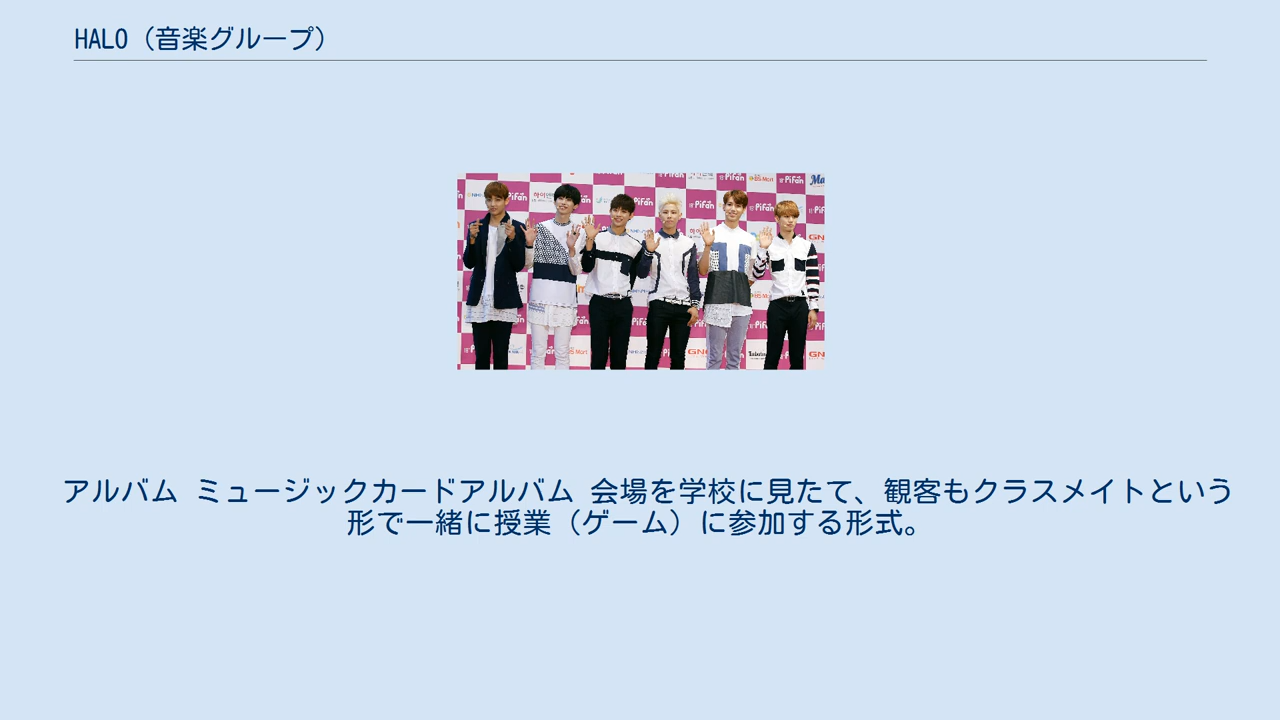 HALO（音楽グループ）
アルバム ミュージックカードアルバム 会場を学校に見たて、観客もクラスメイトという
形で一緒に授業（ゲーム）に参加する形式。